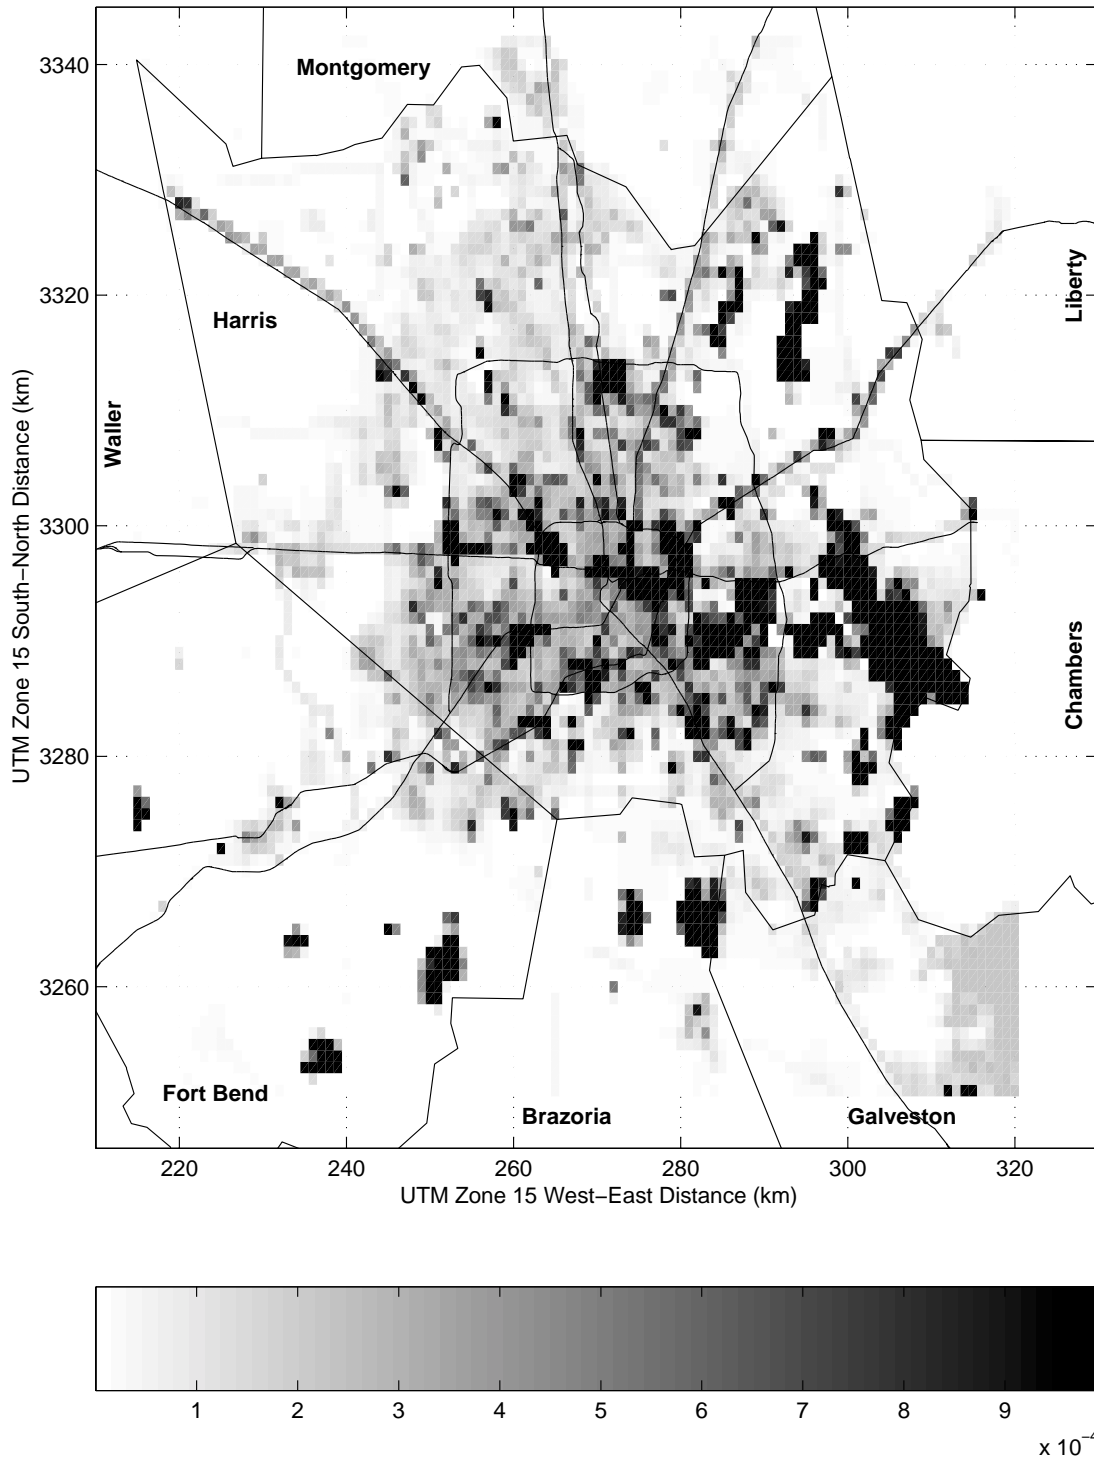 3340
Montgomery
Liberty
3320
Harris
Waller
UTM Zone 15 South−North Distance (km)
3300
Chambers
3280
3260
Fort Bend
Brazoria
Galveston
220
240
260
280
300
320
UTM Zone 15 West−East Distance (km)
1
2
3
4
5
6
7
8
9
x 10⁻⁴